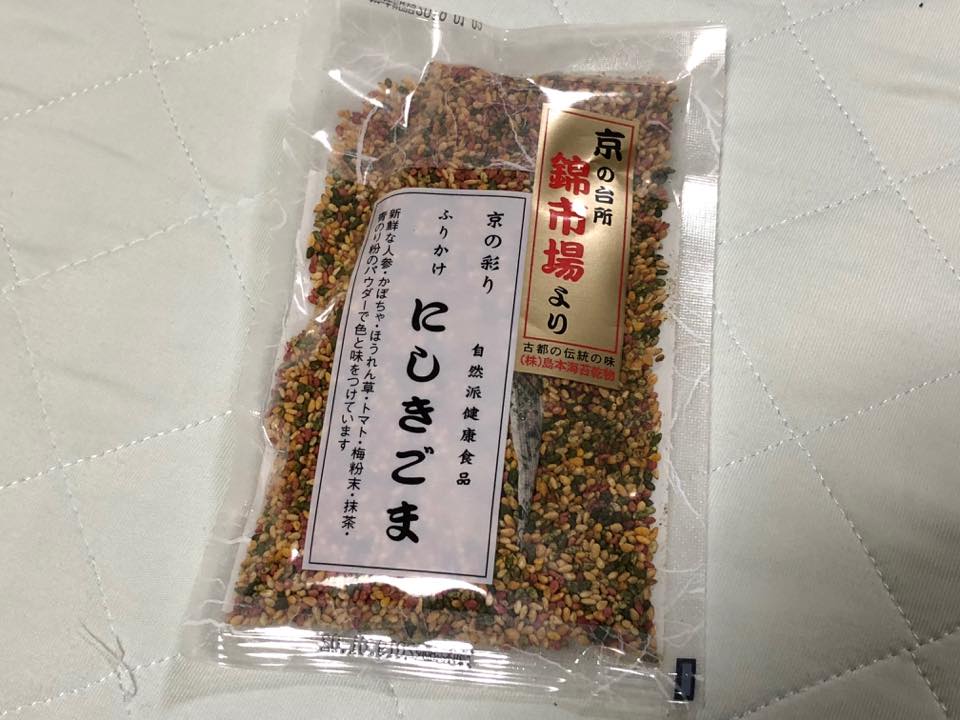 京の台所
錦市場
より
古都の伝統の味
(株)島本海苔乾物
京の彩り
ふりかけ
自然派健康食品
にしきごま
新鮮な人参・かぼちゃ・ほうれん草・トマト・梅粉末・抹茶・
青のり粉のパウダーで色と味をつけています